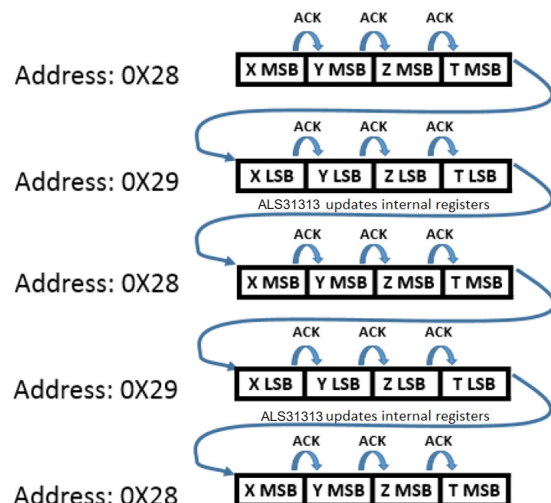 ACK ACK ACK
Address: 0X28 X MSB Y MSB Z MSB T MSB
ACK ACK ACK
Address: 0X29 X LSB Y LSB Z LSB T LSB
ALS31313 updates internal registers
ACK ACK ACK
Address: 0X28 X MSB Y MSB Z MSB T MSB
ACK ACK ACK
Address: 0X29 X LSB Y LSB Z LSB T LSB
ALS31313 updates internal registers
ACK ACK ACK
Address: 0X28 X MSB Y MSB Z MSB T MSB